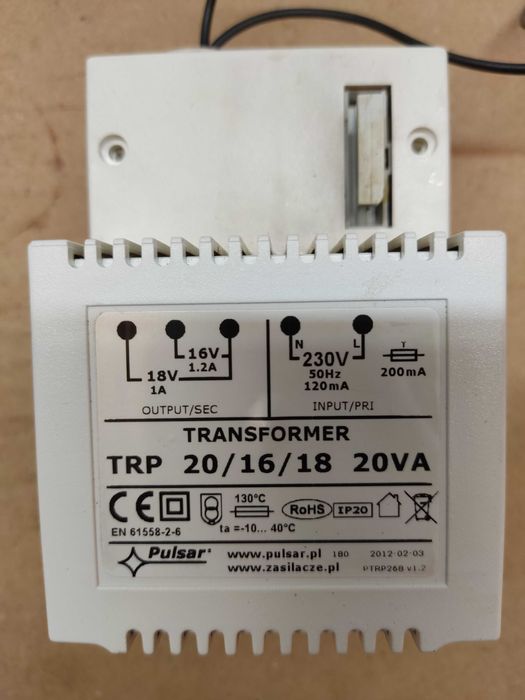 16V
1.2A
18V
1A
OUTPUT/SEC
N
L
230V
50Hz
120mA
T
200mA
INPUT/PRI
TRANSFORMER
TRP 20/16/18 20VA
CE
EN 61558-2-6
130°C
ta =-10... 40°C
RoHS
IP20
Pulsar®
www.pulsar.pl 180 2012-02-03
www.zasilacze.pl PTRP268 v1.2